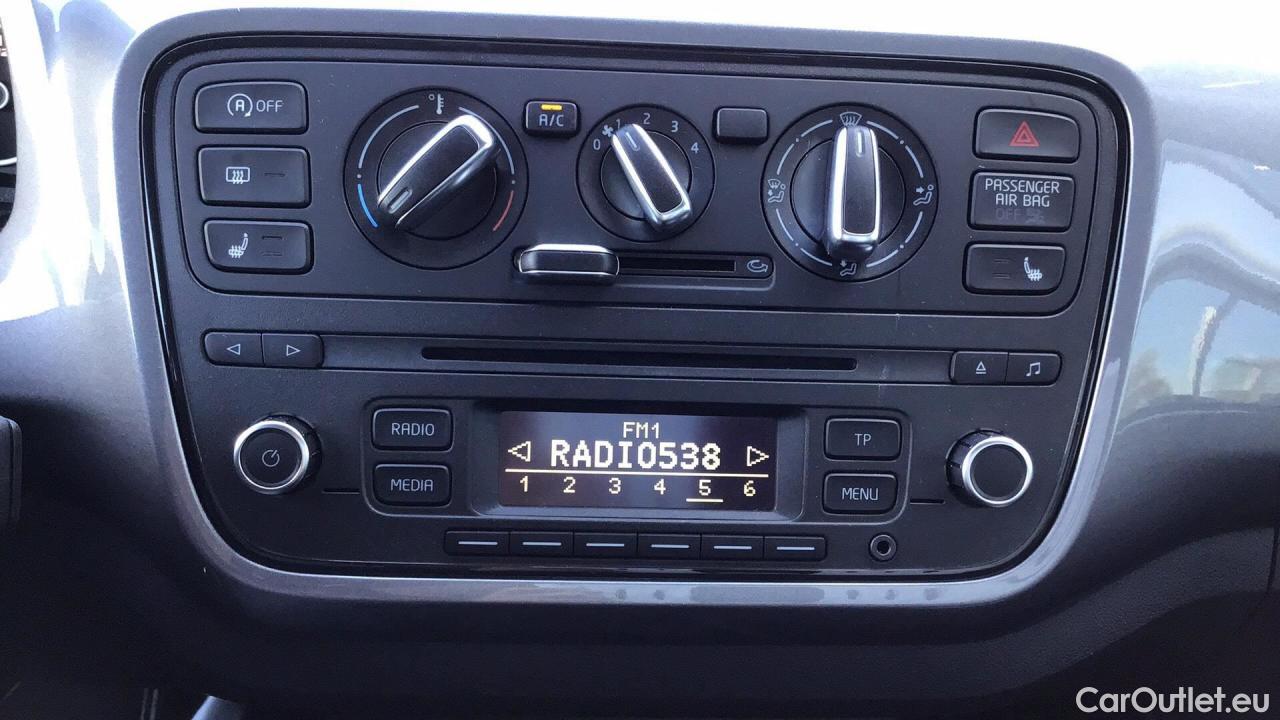 A OFF
A/C
0 1 2 3 4
PASSENGER
AIR BAG
OFF
RADIO
MEDIA
FM1
RADIO538
1 2 3 4 5 6
TP
MENU
CarOutlet.eu